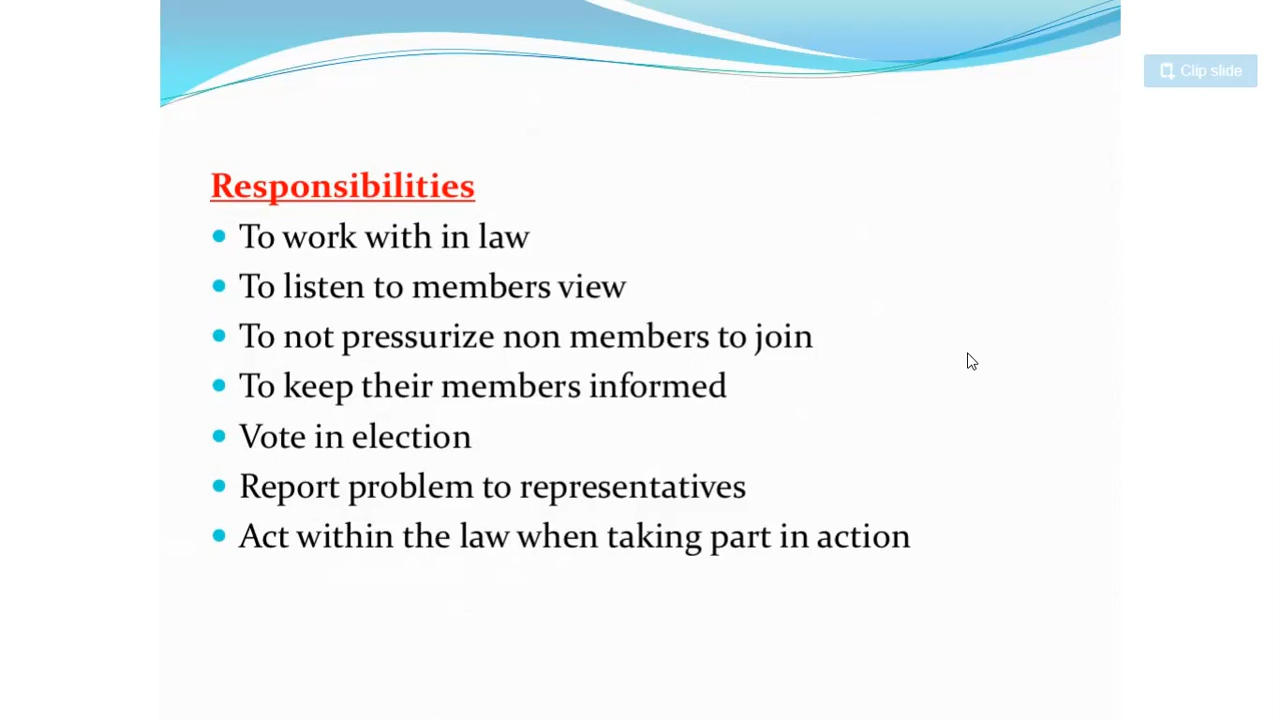 Clip slide
Responsibilities
• To work with in law
• To listen to members view
• To not pressurize non members to join
• To keep their members informed
• Vote in election
• Report problem to representatives
• Act within the law when taking part in action